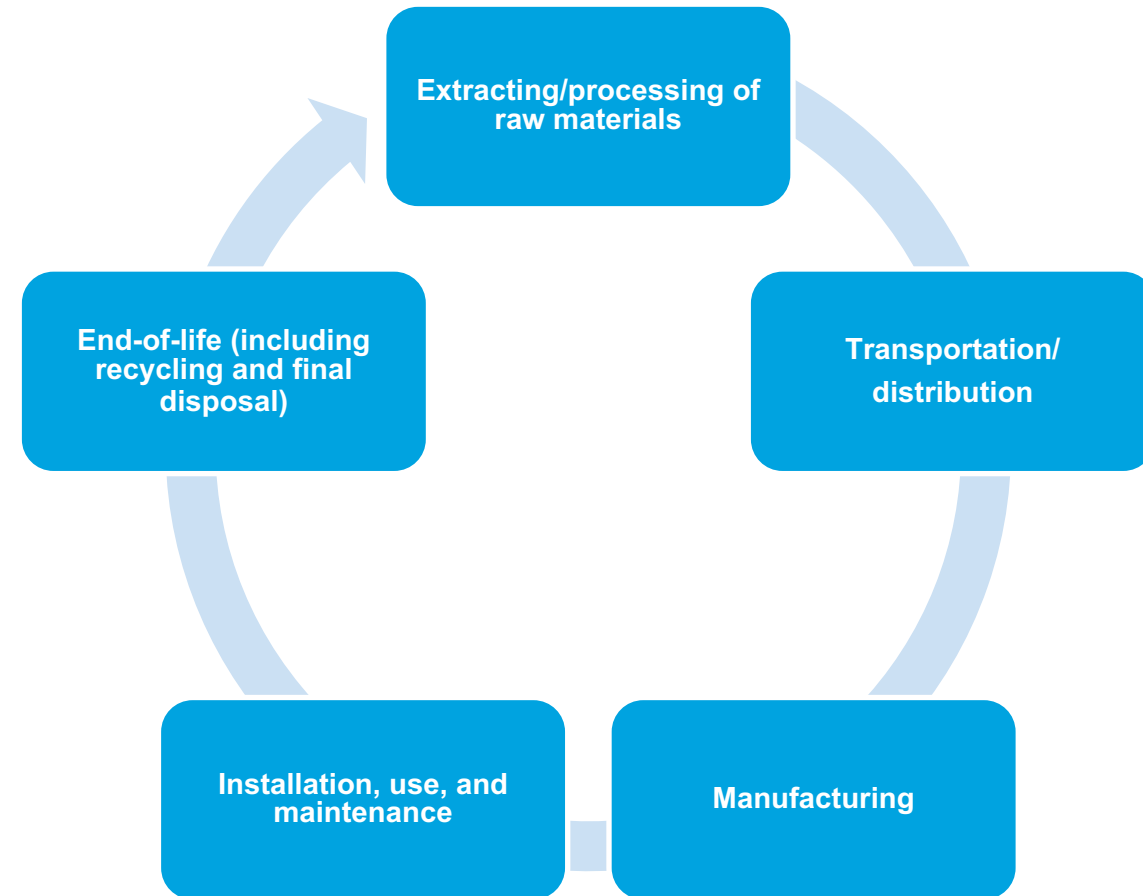 Extracting/processing of
raw materials
Transportation/
distribution
Manufacturing
Installation, use, and
maintenance
End-of-life (including
recycling and final
disposal)